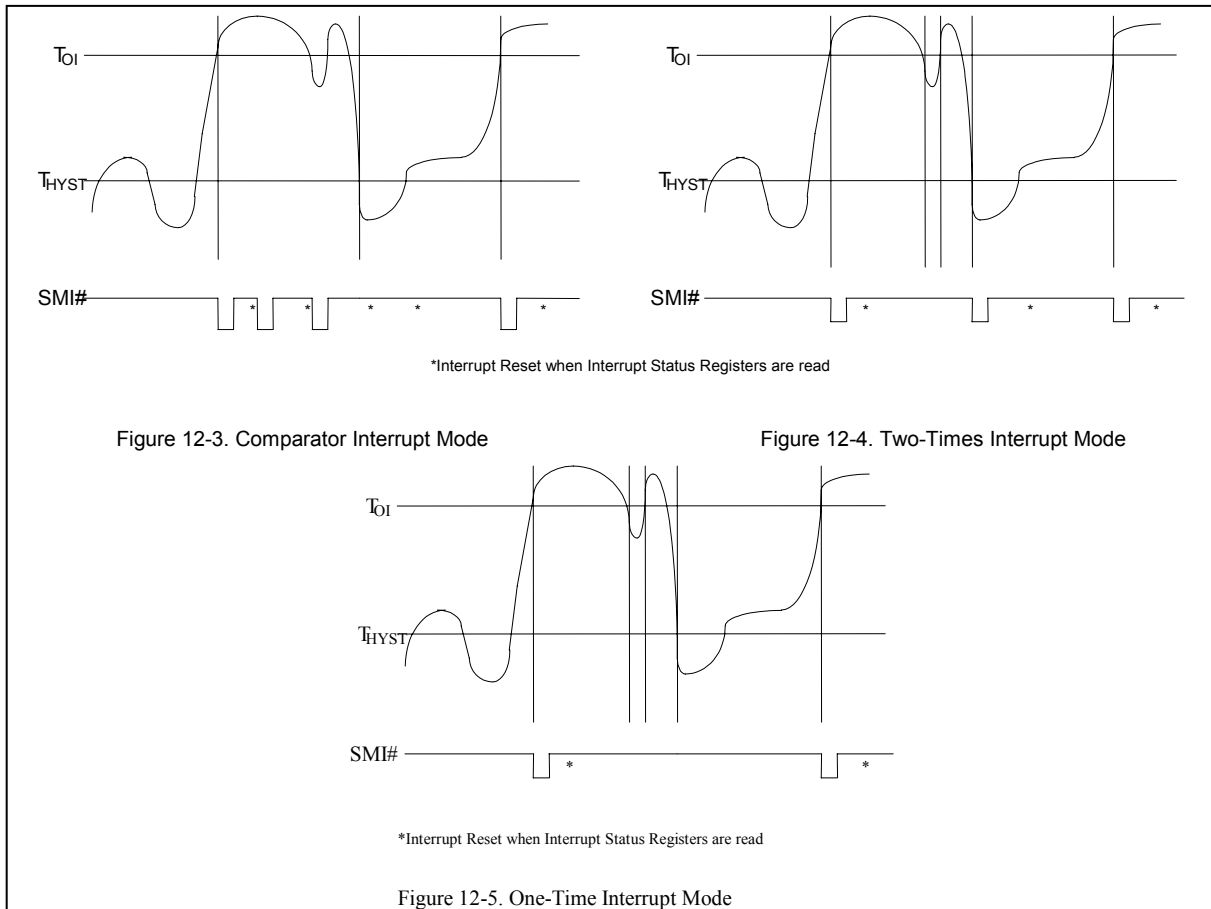 TOI
THYST
SMI# * * * * *
TOI
THYST
SMI# * * *
*Interrupt Reset when Interrupt Status Registers are read
Figure 12-3. Comparator Interrupt Mode
Figure 12-4. Two-Times Interrupt Mode
TOI
THYST
SMI# * *
*Interrupt Reset when Interrupt Status Registers are read
Figure 12-5. One-Time Interrupt Mode